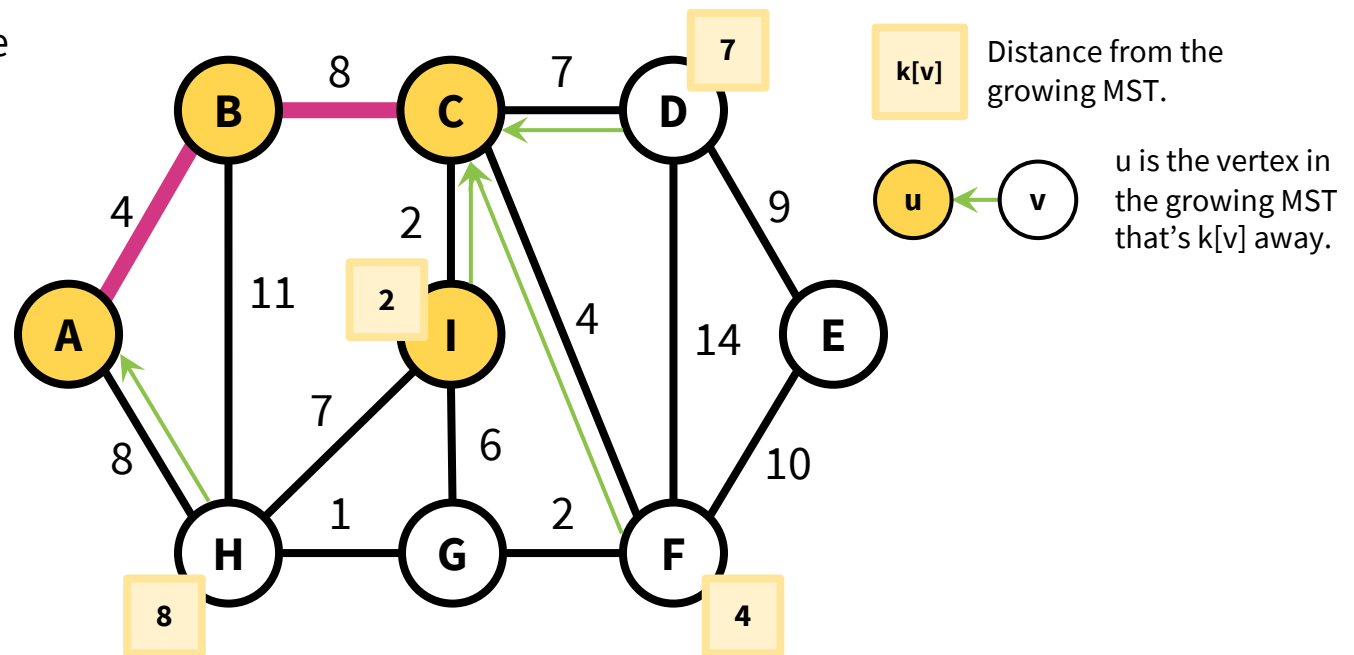 e
7
k[v]
Distance from the
growing MST.
8
7
B
C
D
u is the vertex in
the growing MST
that's k[v] away.
u
v
4
2
9
11
2
4
A
I
14
E
7
6
8
10
1
2
H
G
F
8
4